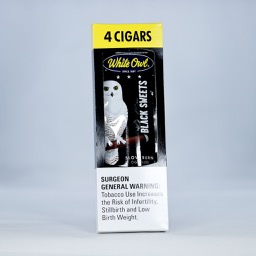 4 CIGARS
White Owl
SINCE 1887
BLACK SWEETS
SLOW BURN
SURGEON
GENERAL WARNING:
Tobacco Use Increases
the Risk of Infertility,
Stillbirth and Low
Birth Weight.